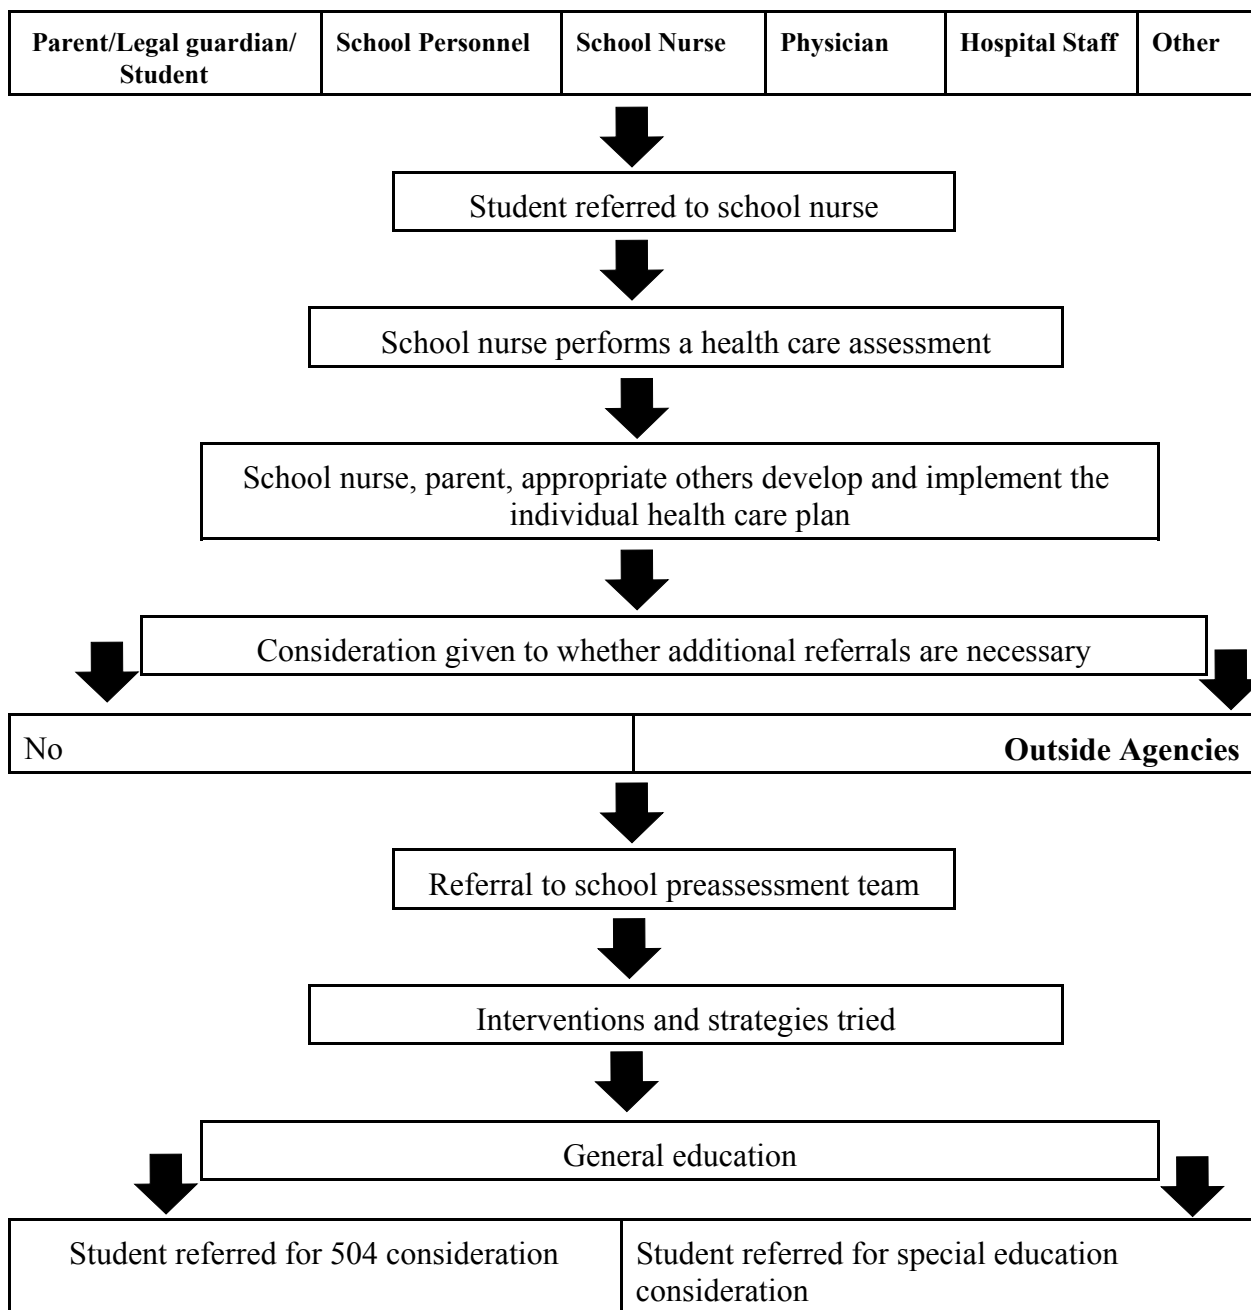 Parent/Legal guardian/
Student
School Personnel
School Nurse
Physician
Hospital Staff
Other
Student referred to school nurse
School nurse performs a health care assessment
School nurse, parent, appropriate others develop and implement the
individual health care plan
Consideration given to whether additional referrals are necessary
No
Outside Agencies
Referral to school preassessment team
Interventions and strategies tried
General education
Student referred for 504 consideration
Student referred for special education
consideration